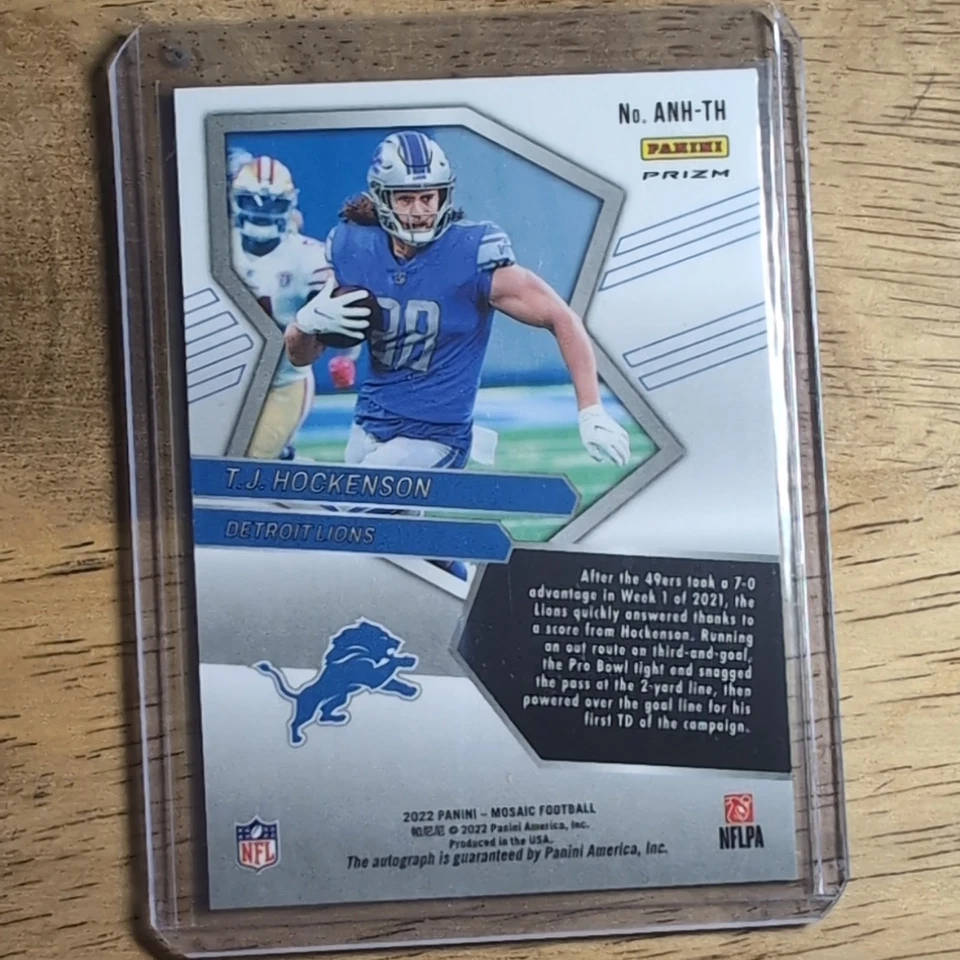 No. ANH-TH
PANINI
PRIZM
88
T.J. HOCKENSON
DETROIT LIONS
After the 49ers took a 7-0
advantage in Week 1 of 2021, the
Lions quickly answered thanks to
a score from Hockenson. Running
an out route on third-and-goal,
the Pro Bowl tight end snagged
the pass at the 2-yard line, then
powered over the goal line for his
first TD of the campaign.
2022 PANINI – MOSAIC FOOTBALL
帕尼尼 © 2022 Panini America, Inc.
Produced in the USA.
The autograph is guaranteed by Panini America, Inc.
NFL
NFLPA